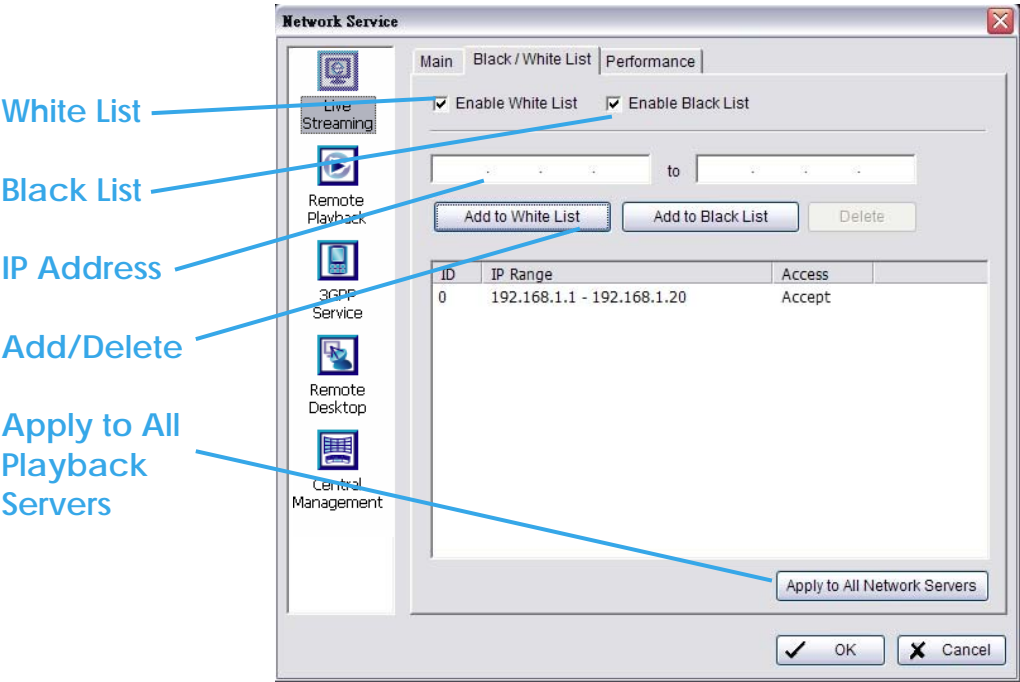 Network Service
White List
Black List
IP Address
Add/Delete
Apply to All
Playback
Servers
Live
Streaming
Remote
Playback
3GPP
Service
Remote
Desktop
Central
Management
Main Black / White List Performance
Enable White List Enable Black List
. . . to . . .
Add to White List Add to Black List Delete
ID IP Range Access
0 192.168.1.1 - 192.168.1.20 Accept
Apply to All Network Servers
OK Cancel